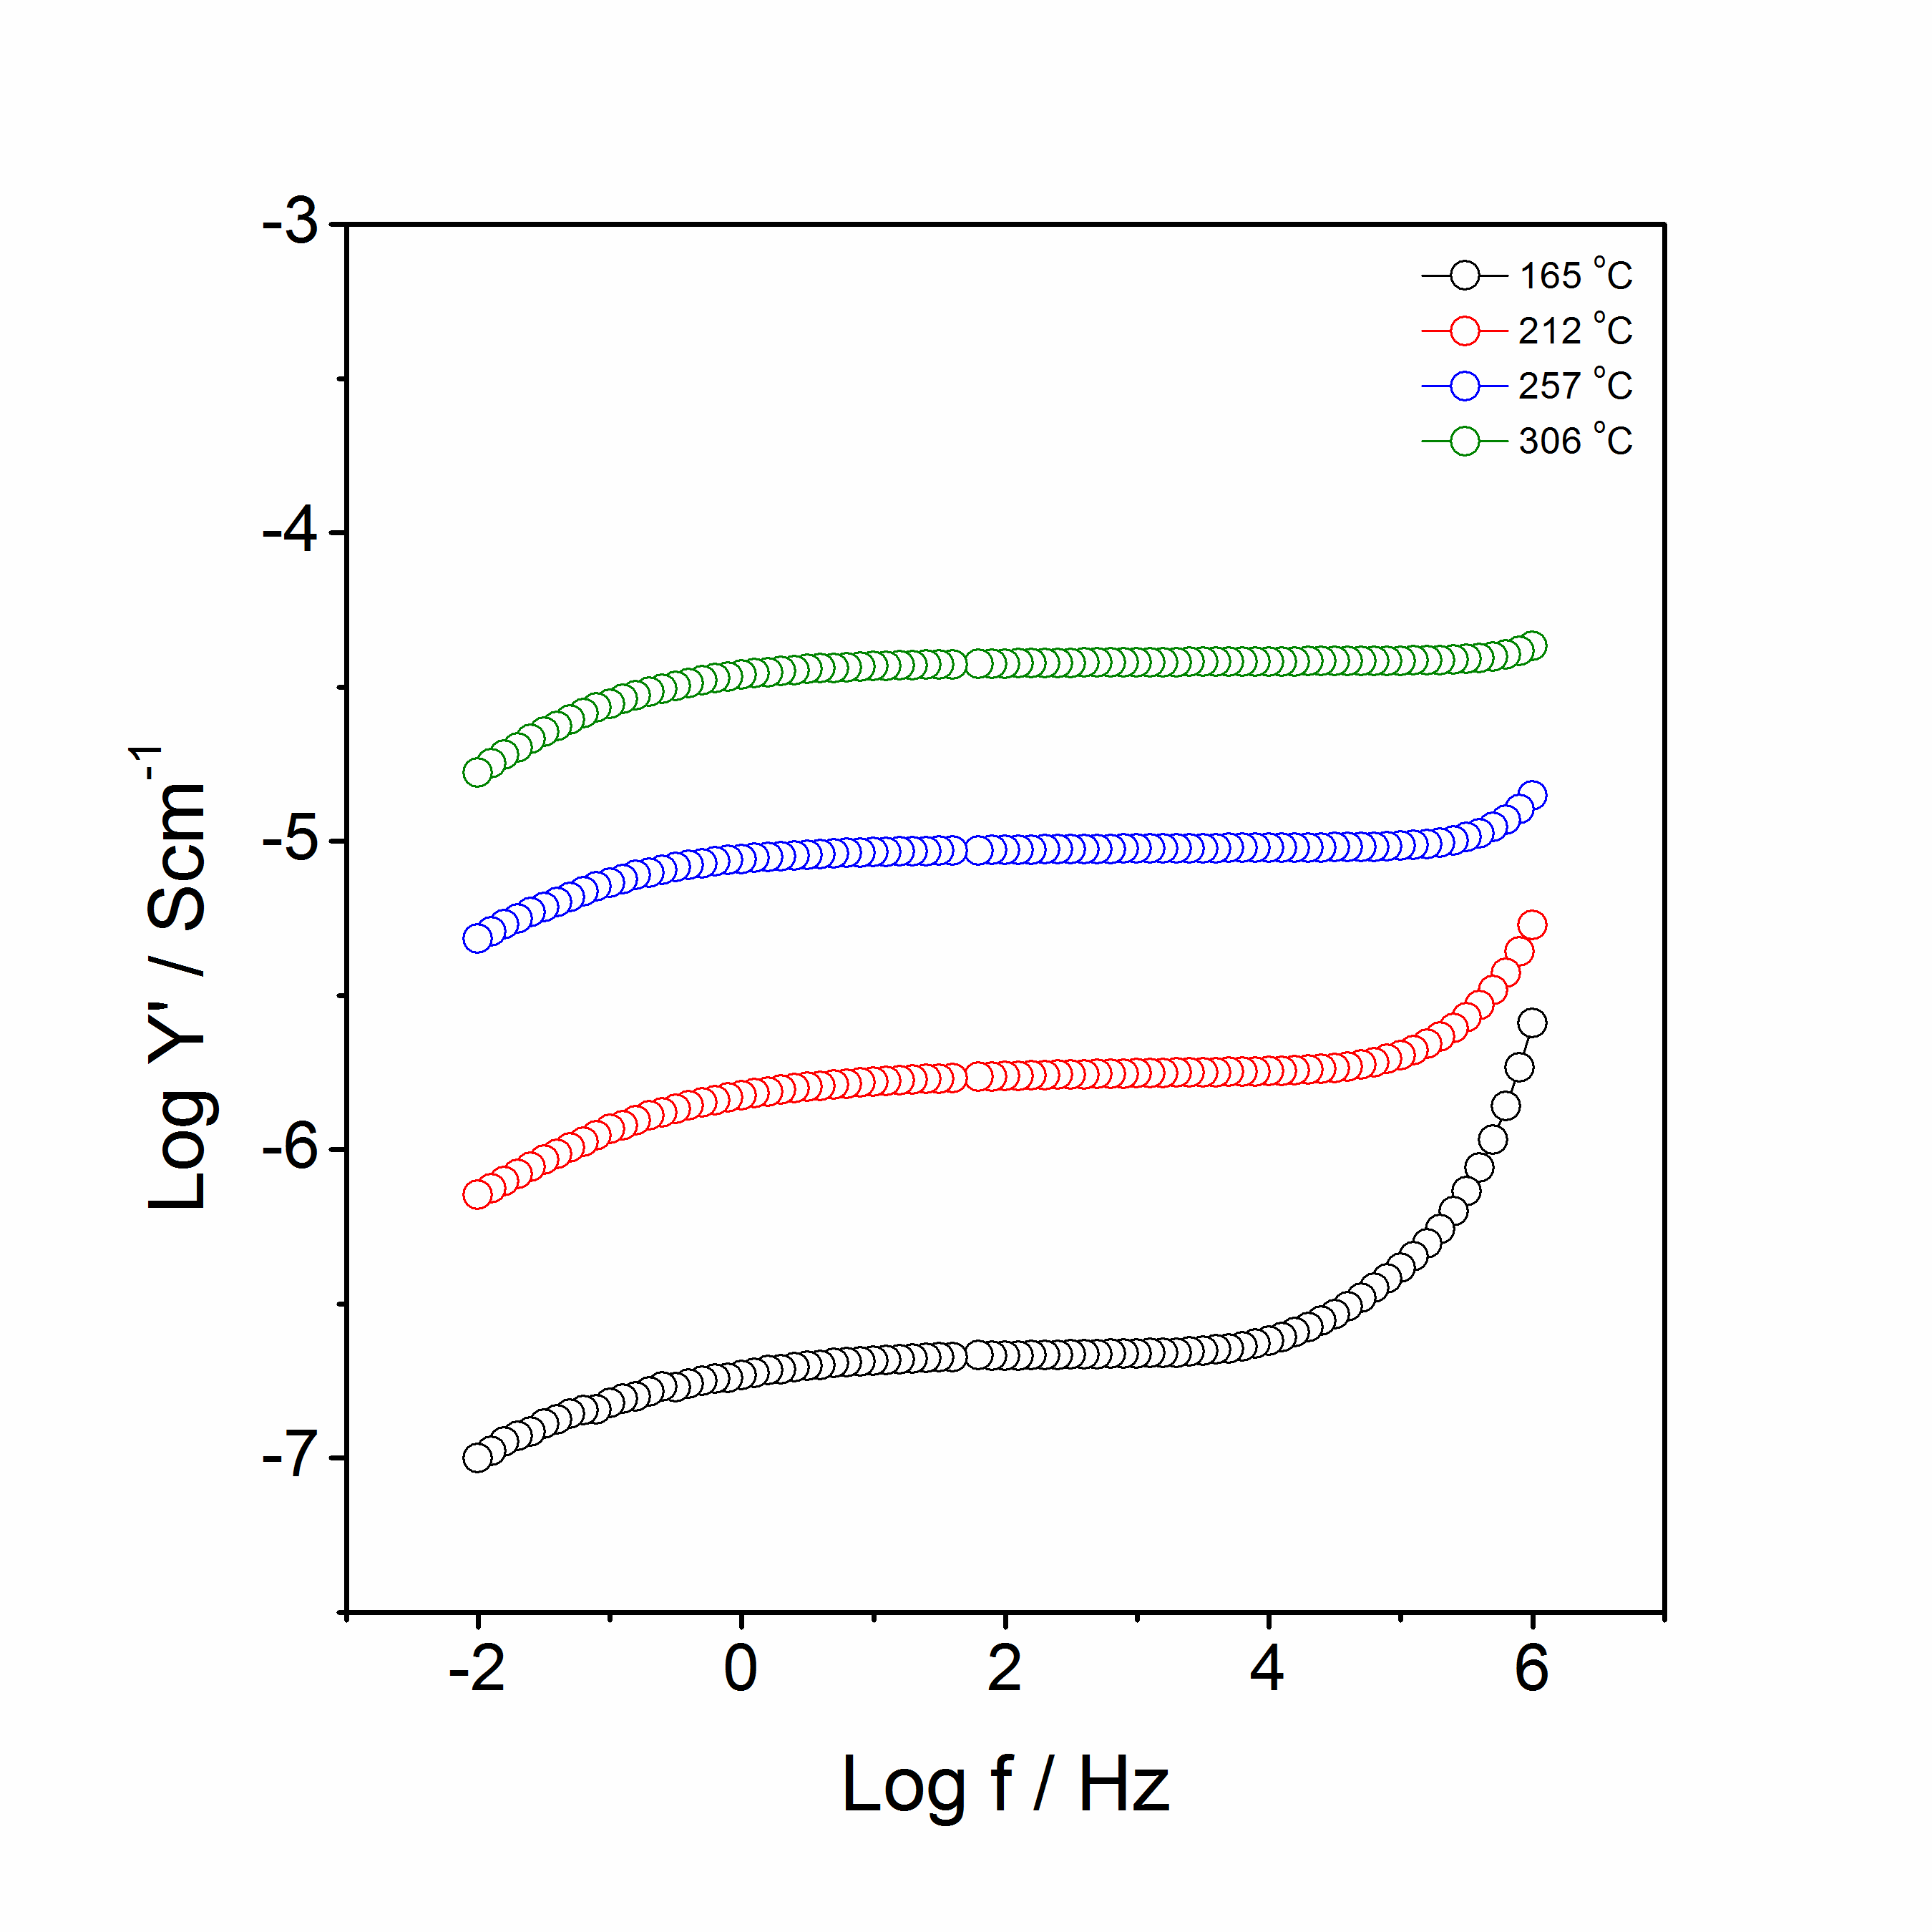 -3
-4
-5
-6
-7
Log Y' / Scm⁻¹
165 °C
212 °C
257 °C
306 °C
-2 0 2 4 6
Log f / Hz